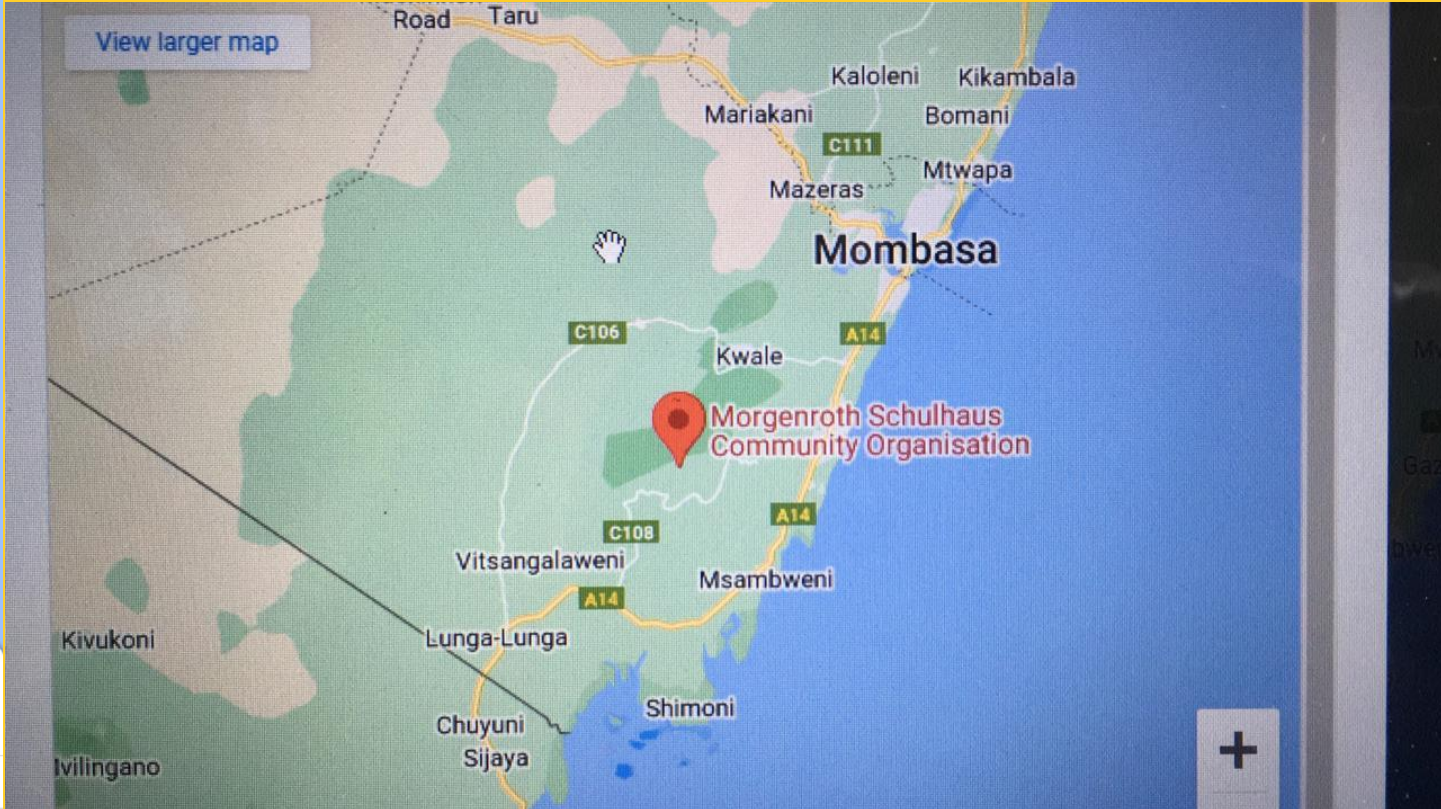 Road
Taru
View larger map
Kaloleni
Kikambala
Mariakani
Bomani
C111
Mtwapa
Mazeras
Mombasa
C106
A14
Kwale
Morgenroth Schulhaus
Community Organisation
A14
C108
Vitsangalaweni
Msambweni
A14
Kivukoni
Lunga-Lunga
Shimoni
Chuyuni
Sijaya
+